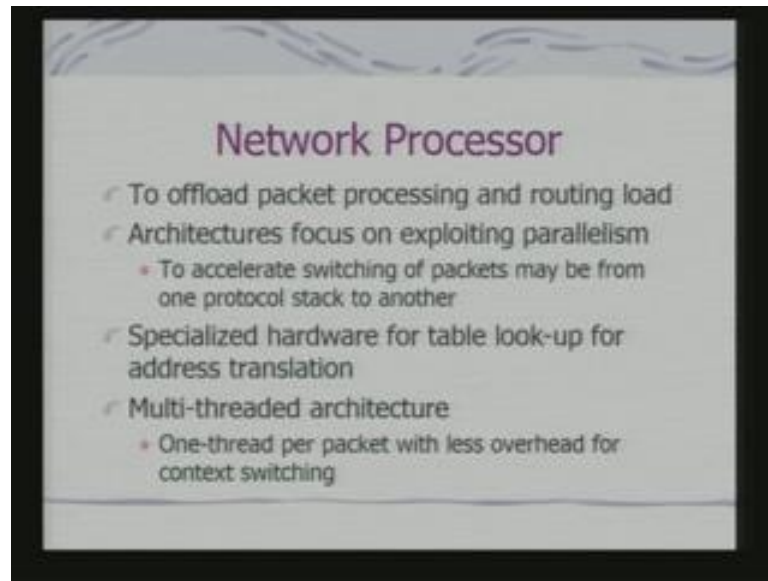 Network Processor
To offload packet processing and routing load
Architectures focus on exploiting parallelism
To accelerate switching of packets may be from
one protocol stack to another
Specialized hardware for table look-up for
address translation
Multi-threaded architecture
One-thread per packet with less overhead for
context switching